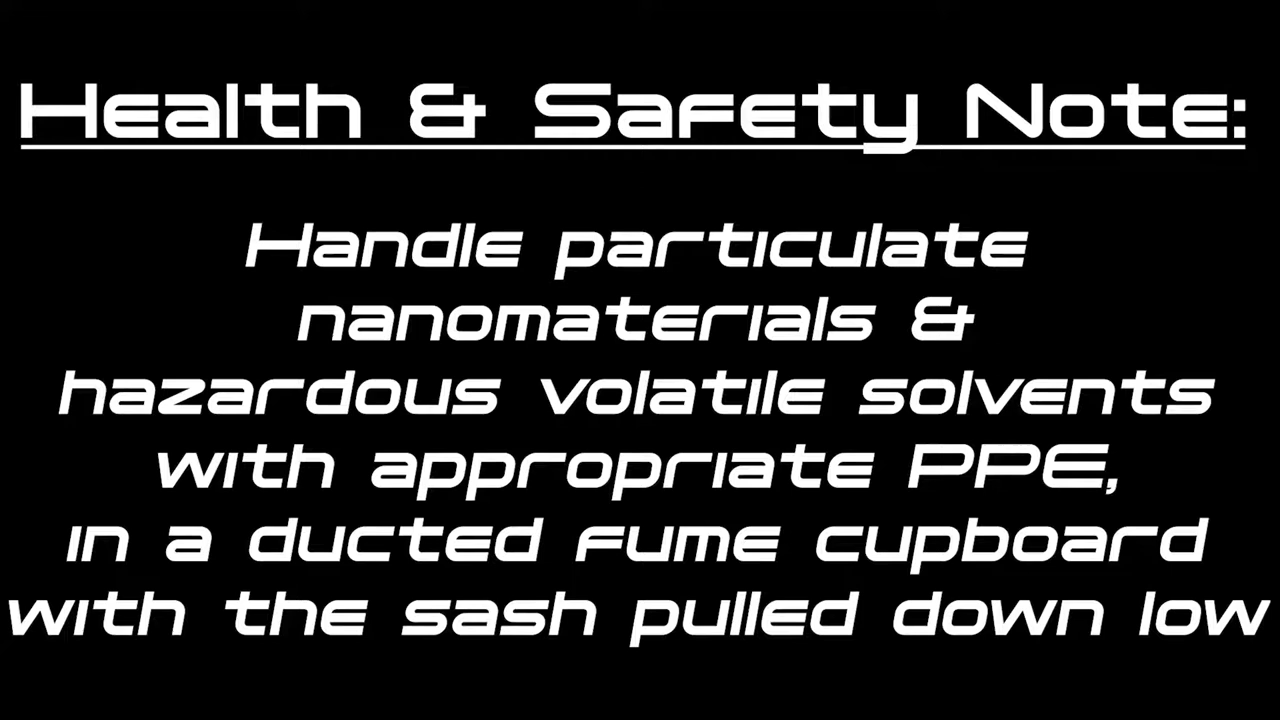 Health & Safety Note:
Handle particulate
nanomaterials &
hazardous volatile solvents
with appropriate PPE,
in a ducted fume cupboard
with the sash pulled down low